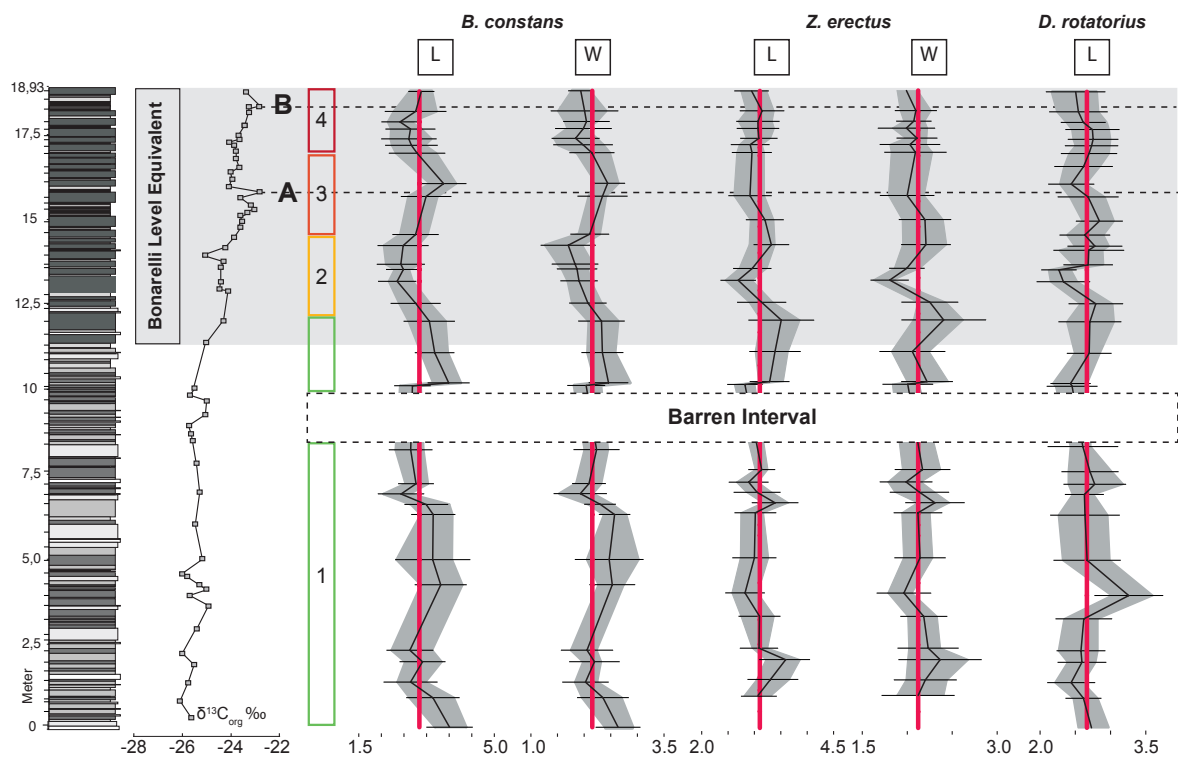 B. constans Z. erectus D. rotatorius
L W L W L
18,93
17,5
15
12,5
10
7,5
5,0
2,5
0
Meter
Bonarelli Level Equivalent
B
A
4
3
2
1
Barren Interval
δ¹³C_org ‰
-28 -26 -24 -22
1.5 5.0 1.0 3.5 2.0 4.5 1.5 3.0 2.0 3.5